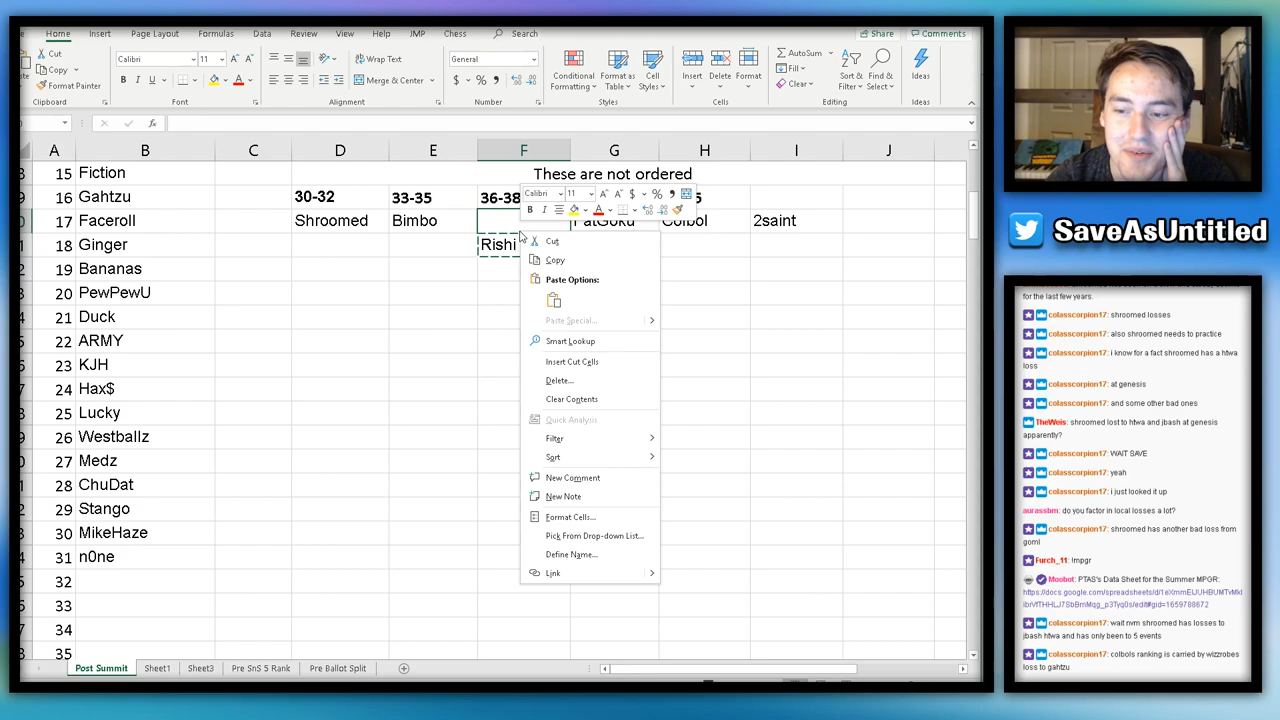 Home Insert Page Layout Formulas Data Review View Help JMP Chess Search Share Comments
Cut
Copy
Format Painter
Clipboard
Calibri 11
B I U
Font
Wrap Text
Merge & Center
Alignment
General
$ % ,
Number
Conditional Formatting
Format as Table
Cell Styles
Styles
Insert Delete Format
Cells
AutoSum
Fill
Clear
Sort & Filter
Find & Select
Editing
Ideas
Ideas
fx
A B C D E F G H I J
15 Fiction These are not ordered
16 Gahtzu 30-32 33-35 36-38
17 Faceroll Shroomed Bimbo FatGoku Colbol 2saint
18 Ginger Rishi
19 Bananas
20 PewPewU
21 Duck
22 ARMY
23 KJH
24 Hax$
25 Lucky
26 Westballz
27 Medz
28 ChuDat
29 Stango
30 MikeHaze
31 n0ne
32
33
34
35
Calibri 11 $ % ,
B I A
Cut
Copy
Paste Options:
Paste Special...
Smart Lookup
Insert Cut Cells
Delete...
Clear Contents
Quick Analysis
Filter
Sort
New Comment
New Note
Format Cells...
Pick From Drop-down List...
Define Name...
Link
Post Summit Sheet1 Sheet3 Pre SnS 5 Rank Pre Ballot Split
SaveAsUntitled
for the last few years.
colasscorpion17: shroomed losses
colasscorpion17: also shroomed needs to practice
colasscorpion17: i know for a fact shroomed has a hfwa
loss
colasscorpion17: at genesis
colasscorpion17: and some other bad ones
TheWeis: shroomed lost to hfwa and jbash at genesis
apparently?
colasscorpion17: WAIT SAVE
colasscorpion17: yeah
colasscorpion17: i just looked it up
aurassbm: do you factor in local losses a lot?
colasscorpion17: shroomed has another bad loss from
goml
Furch_11: !mpgr
Moobot: PTAS's Data Sheet for the Summer MPGR:
colasscorpion17: wait nvm shroomed has losses to
jbash hfwa and has only been to 5 events
colasscorpion17: colbols ranking is carried by wizzrobes
loss to gahtzu